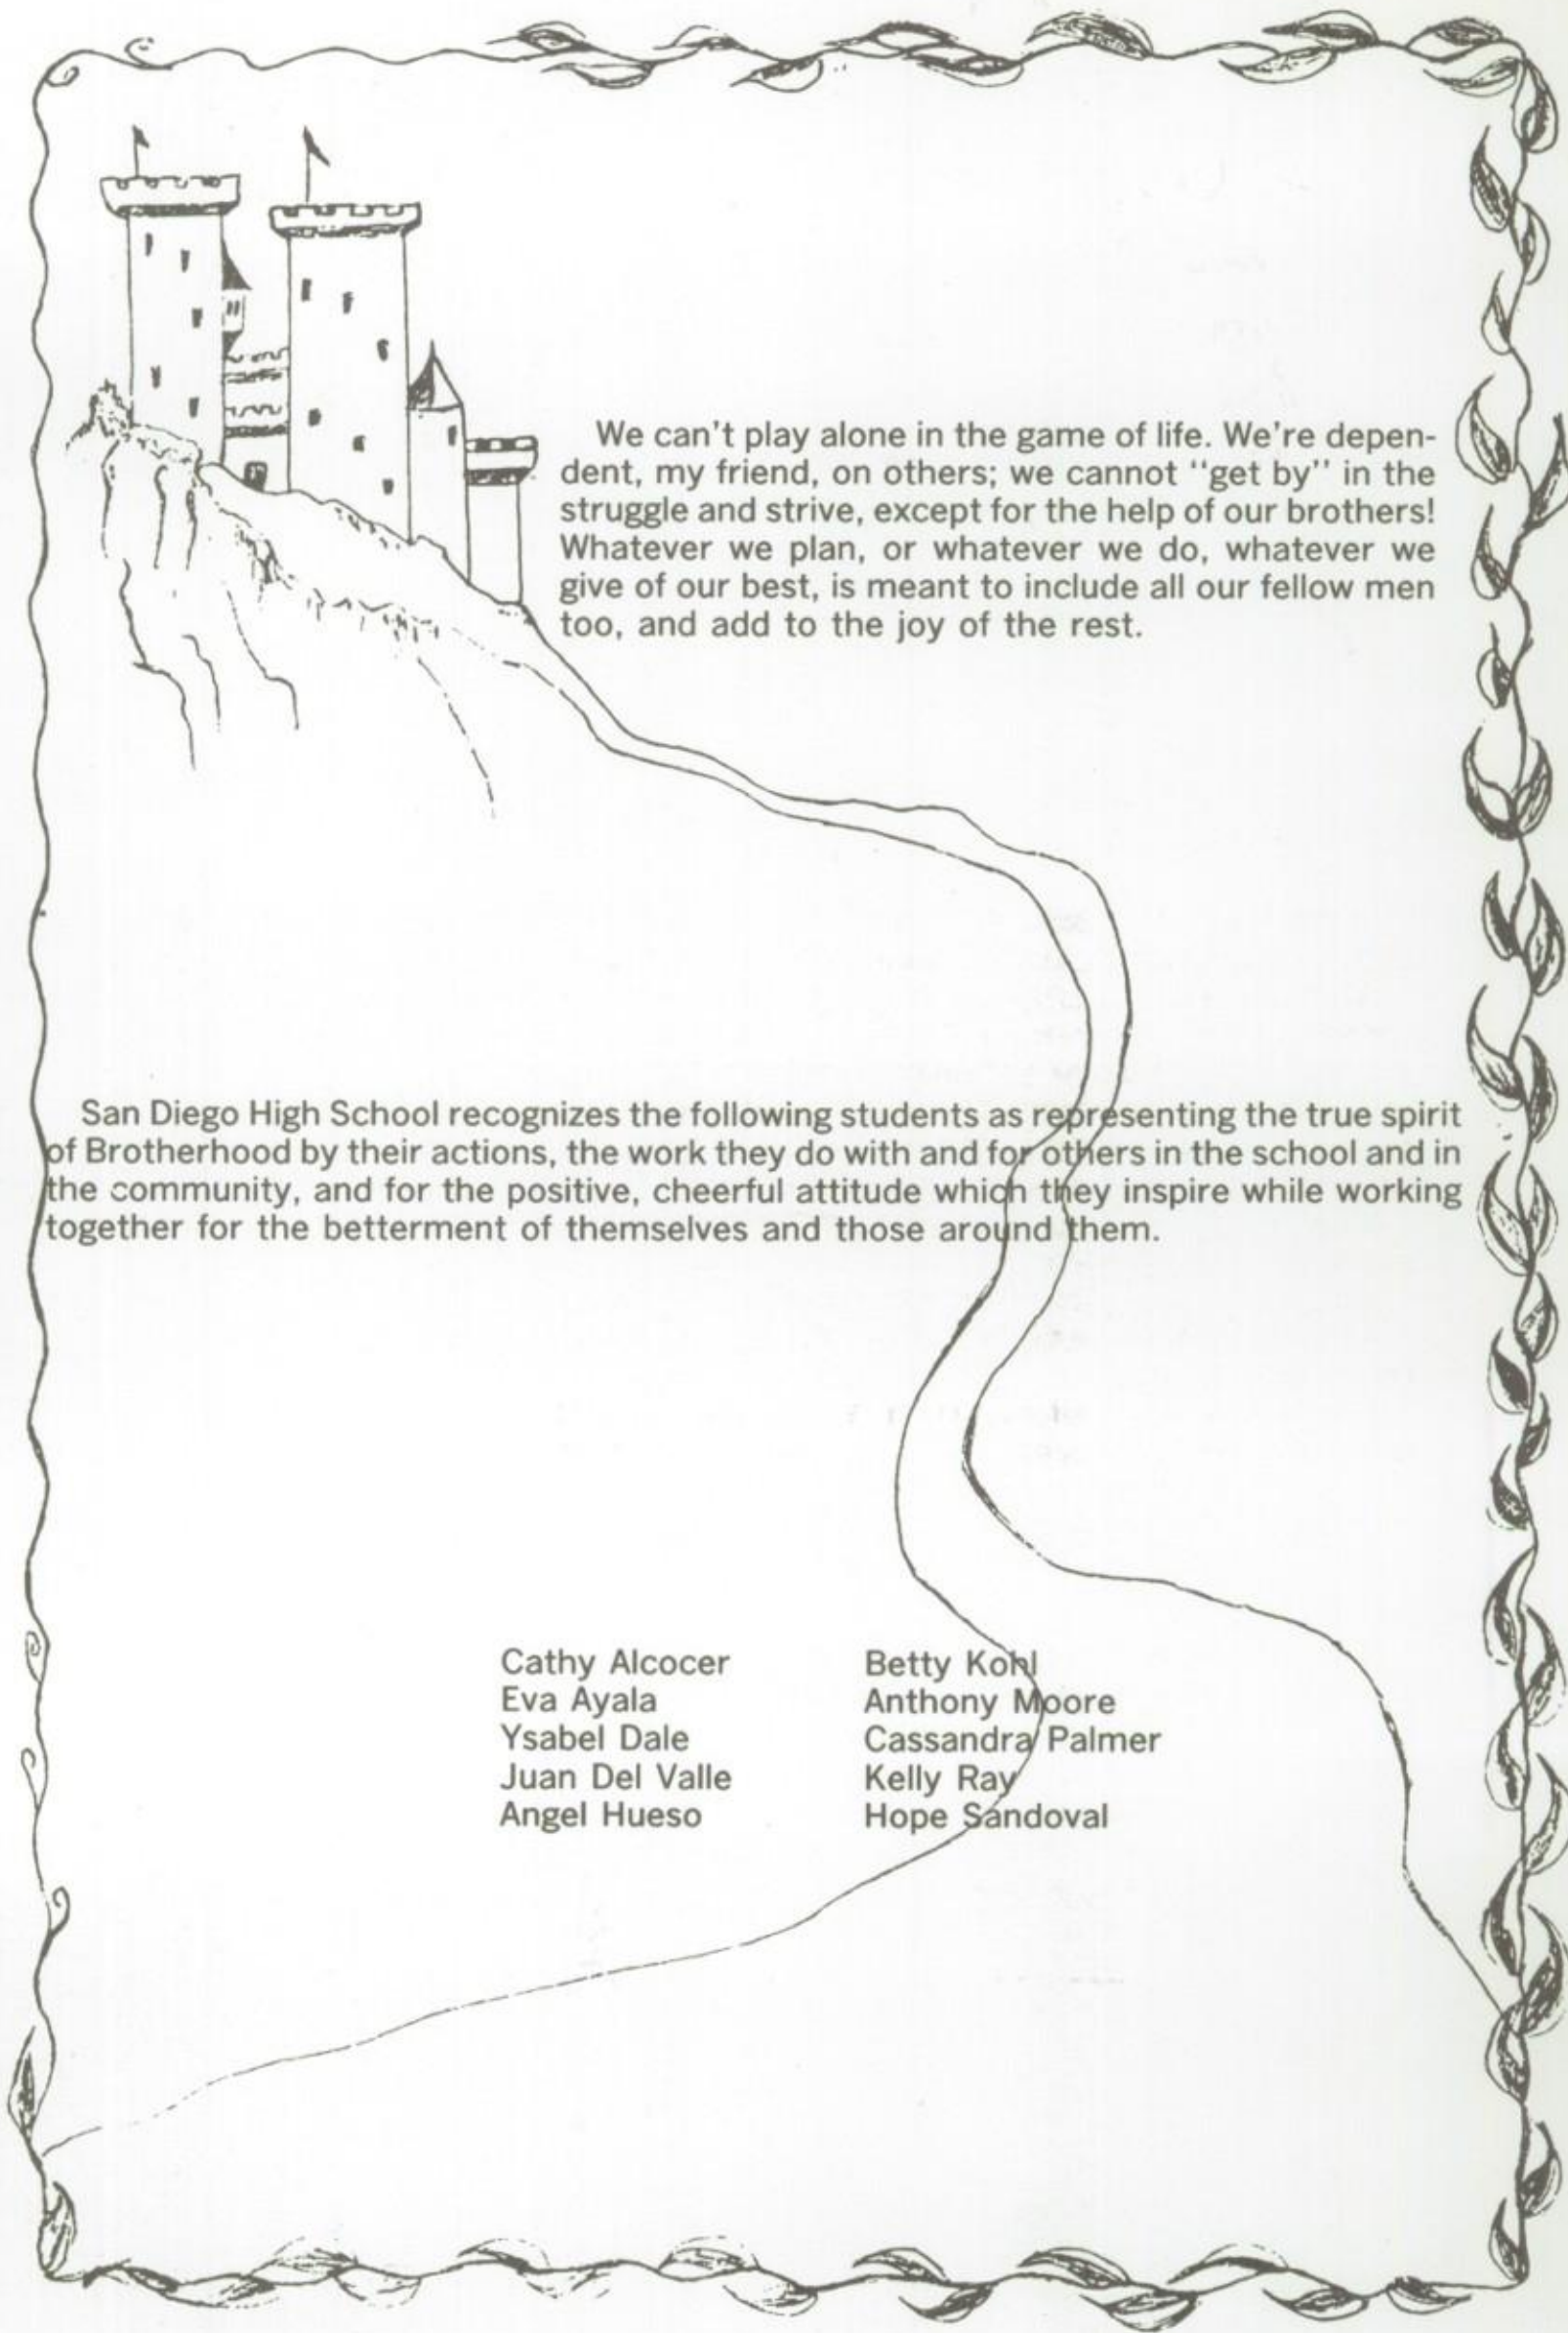 We can't play alone in the game of life. We're depen-
dent, my friend, on others; we cannot "get by" in the
struggle and strive, except for the help of our brothers!
Whatever we plan, or whatever we do, whatever we
give of our best, is meant to include all our fellow men
too, and add to the joy of the rest.
San Diego High School recognizes the following students as representing the true spirit
of Brotherhood by their actions, the work they do with and for others in the school and in
the community, and for the positive, cheerful attitude which they inspire while working
together for the betterment of themselves and those around them.
Cathy Alcocer
Eva Ayala
Ysabel Dale
Juan Del Valle
Angel Hueso
Betty Kohl
Anthony Moore
Cassandra Palmer
Kelly Ray
Hope Sandoval